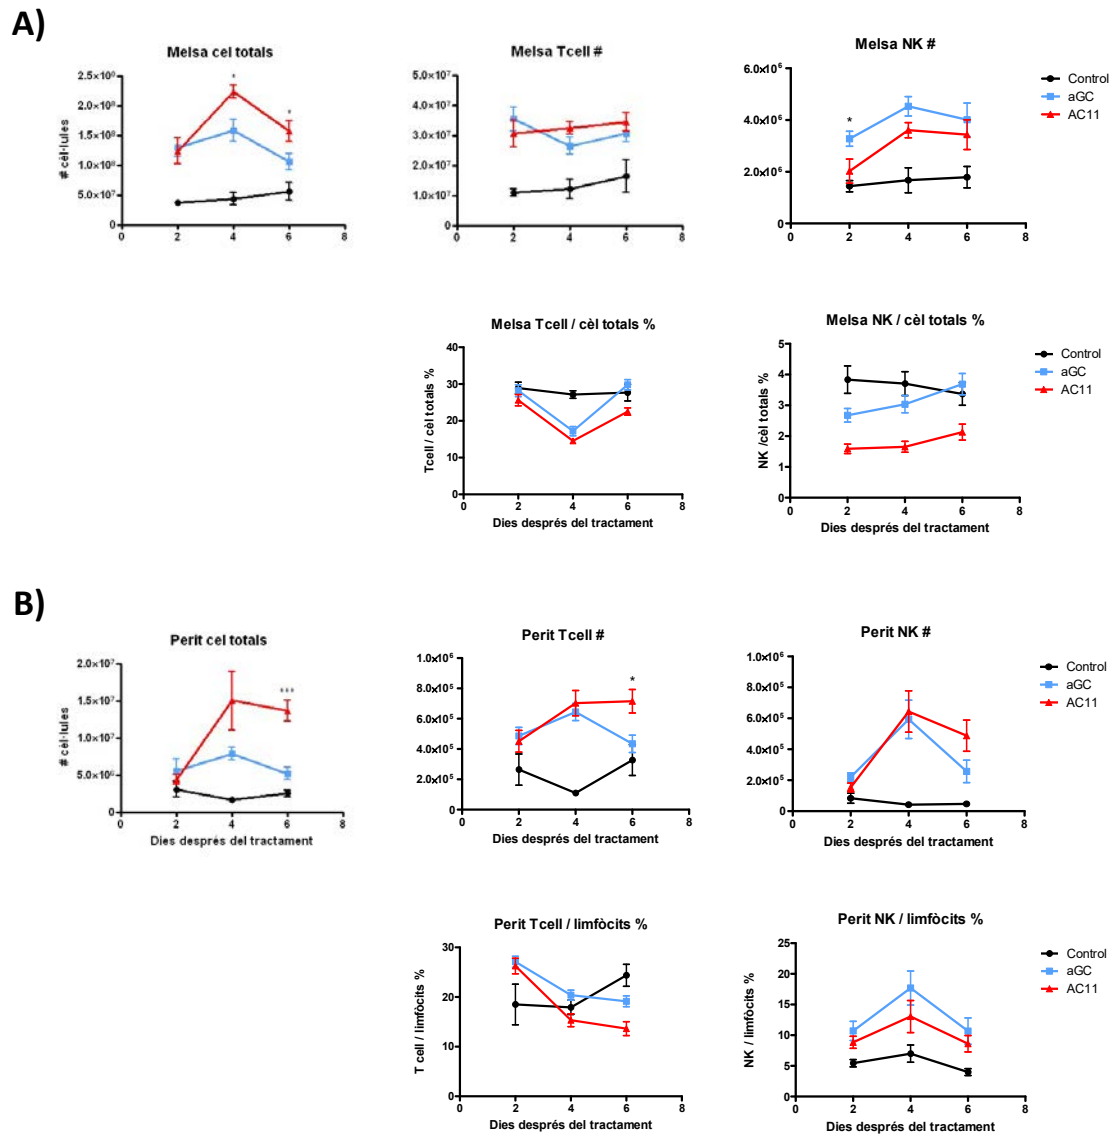 A)
Melsa cel totals
# cèl·lules
2.5×10⁸
2.0×10⁸
1.5×10⁸
1.0×10⁸
5.0×10⁷
0
0 2 4 6 8
* *
Melsa Tcell #
5.0×10⁷
4.0×10⁷
3.0×10⁷
2.0×10⁷
1.0×10⁷
0
0 2 4 6 8
Melsa NK #
6.0×10⁶
4.0×10⁶
2.0×10⁶
0
0 2 4 6 8
*
Control
aGC
AC11
Melsa Tcell / cèl totals %
Tcell / cèl totals %
40
30
20
10
0
0 2 4 6 8
Dies després del tractament
Melsa NK / cèl totals %
NK /cèl totals %
5
4
3
2
1
0
0 2 4 6 8
Dies després del tractament
Control
aGC
AC11
B)
Perit cel totals
# cèl·lules
2.0×10⁷
1.5×10⁷
1.0×10⁷
5.0×10⁶
0
0 2 4 6 8
***
Dies després del tractament
Perit Tcell #
1.0×10⁶
8.0×10⁵
6.0×10⁵
4.0×10⁵
2.0×10⁵
0
0 2 4 6 8
*
Dies després del tractament
Perit NK #
1.0×10⁶
8.0×10⁵
6.0×10⁵
4.0×10⁵
2.0×10⁵
0
0 2 4 6 8
Dies després del tractament
Control
aGC
AC11
Perit Tcell / limfòcits %
T cell / limfòcits %
30
20
10
0
0 2 4 6 8
Dies després del tractament
Perit NK / limfòcits %
NK / limfòcits %
25
20
15
10
5
0
0 2 4 6 8
Dies després del tractament
Control
aGC
AC11